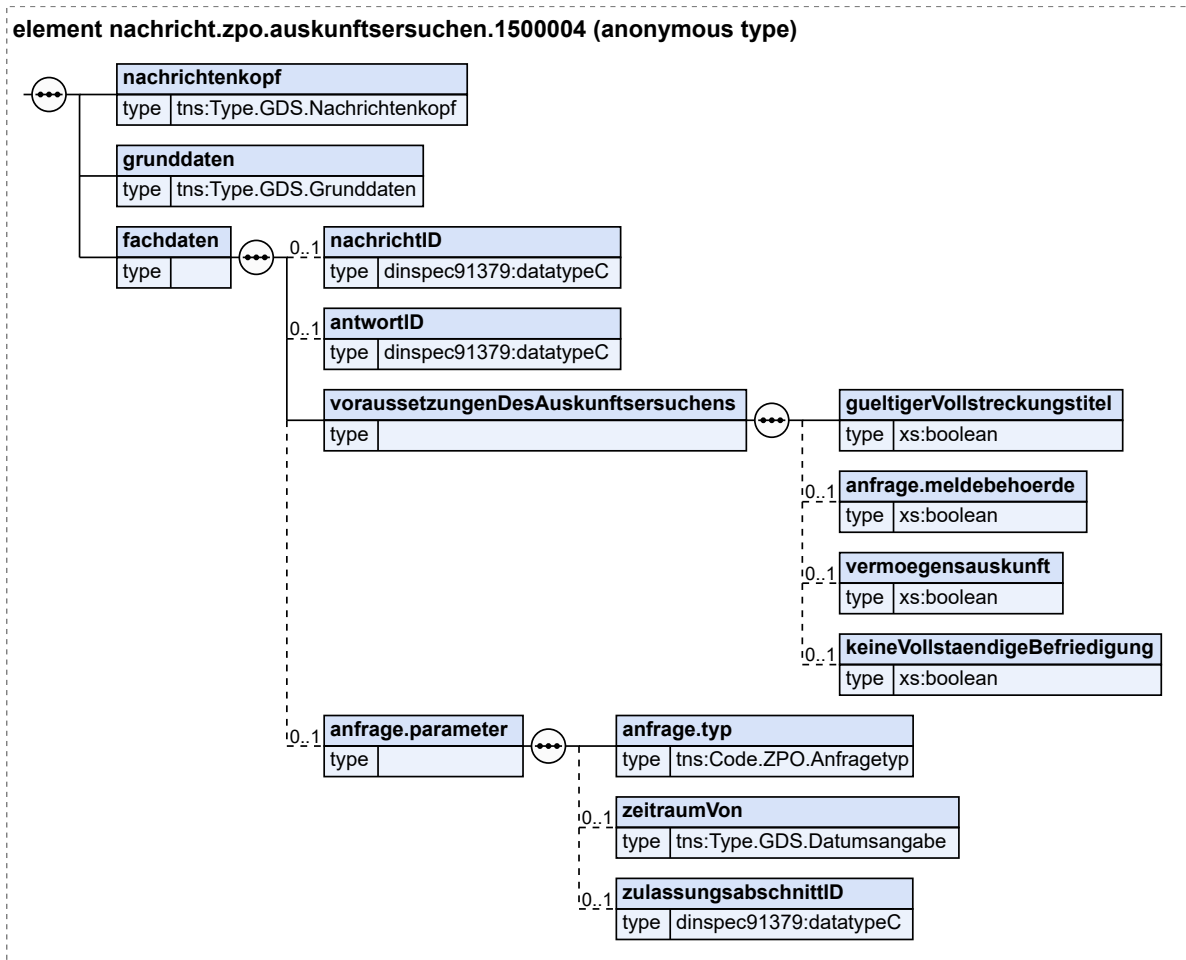 element nachricht.zpo.auskunftsersuchen.1500004 (anonymous type)
nachrichtenkopf
type tns:Type.GDS.Nachrichtenkopf
grunddaten
type tns:Type.GDS.Grunddaten
fachdaten
type
0..1 nachrichtID
type dinspec91379:datatypeC
0..1 antwortID
type dinspec91379:datatypeC
voraussetzungenDesAuskunftsersuchens
type
gueltigerVollstreckungstitel
type xs:boolean
0..1 anfrage.meldebehoerde
type xs:boolean
0..1 vermoegensauskunft
type xs:boolean
0..1 keineVollstaendigeBefriedigung
type xs:boolean
0..1 anfrage.parameter
type
anfrage.typ
type tns:Code.ZPO.Anfragetyp
0..1 zeitraumVon
type tns:Type.GDS.Datumsangabe
0..1 zulassungsabschnittID
type dinspec91379:datatypeC